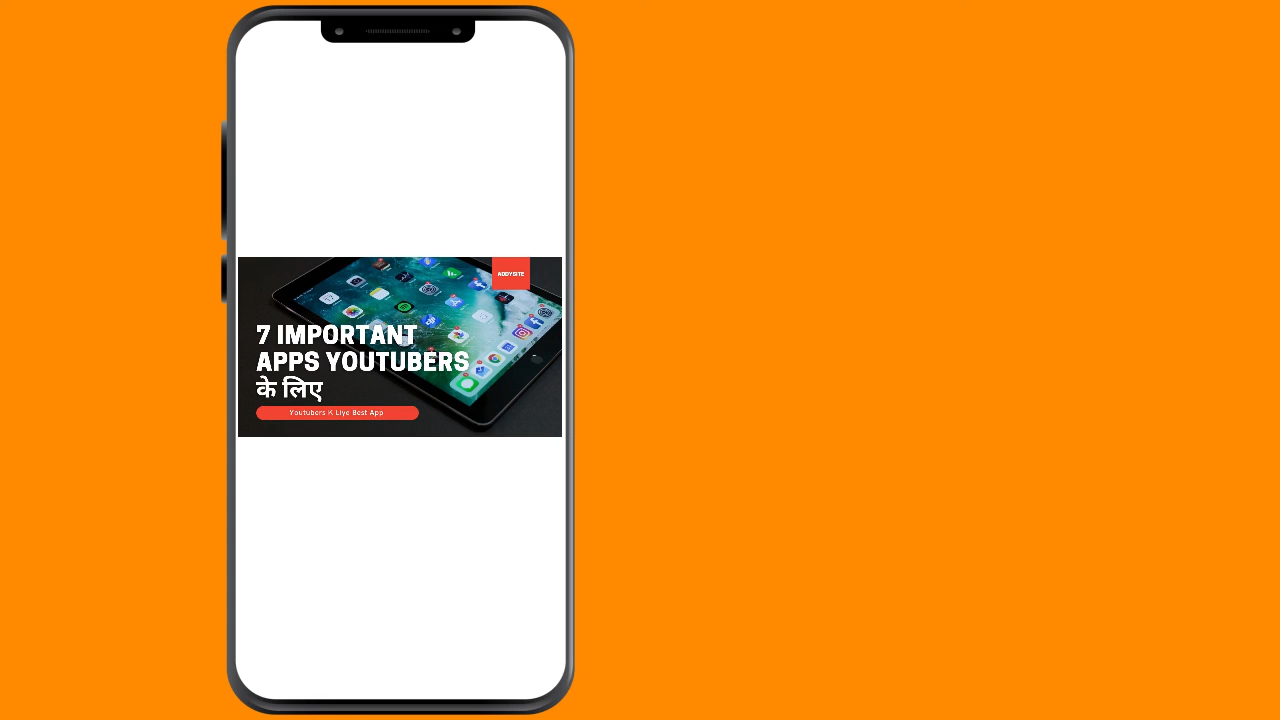 ADDYSITE
7 IMPORTANT
APPS YOUTUBERS
के लिए
Youtubers K Liye Best App